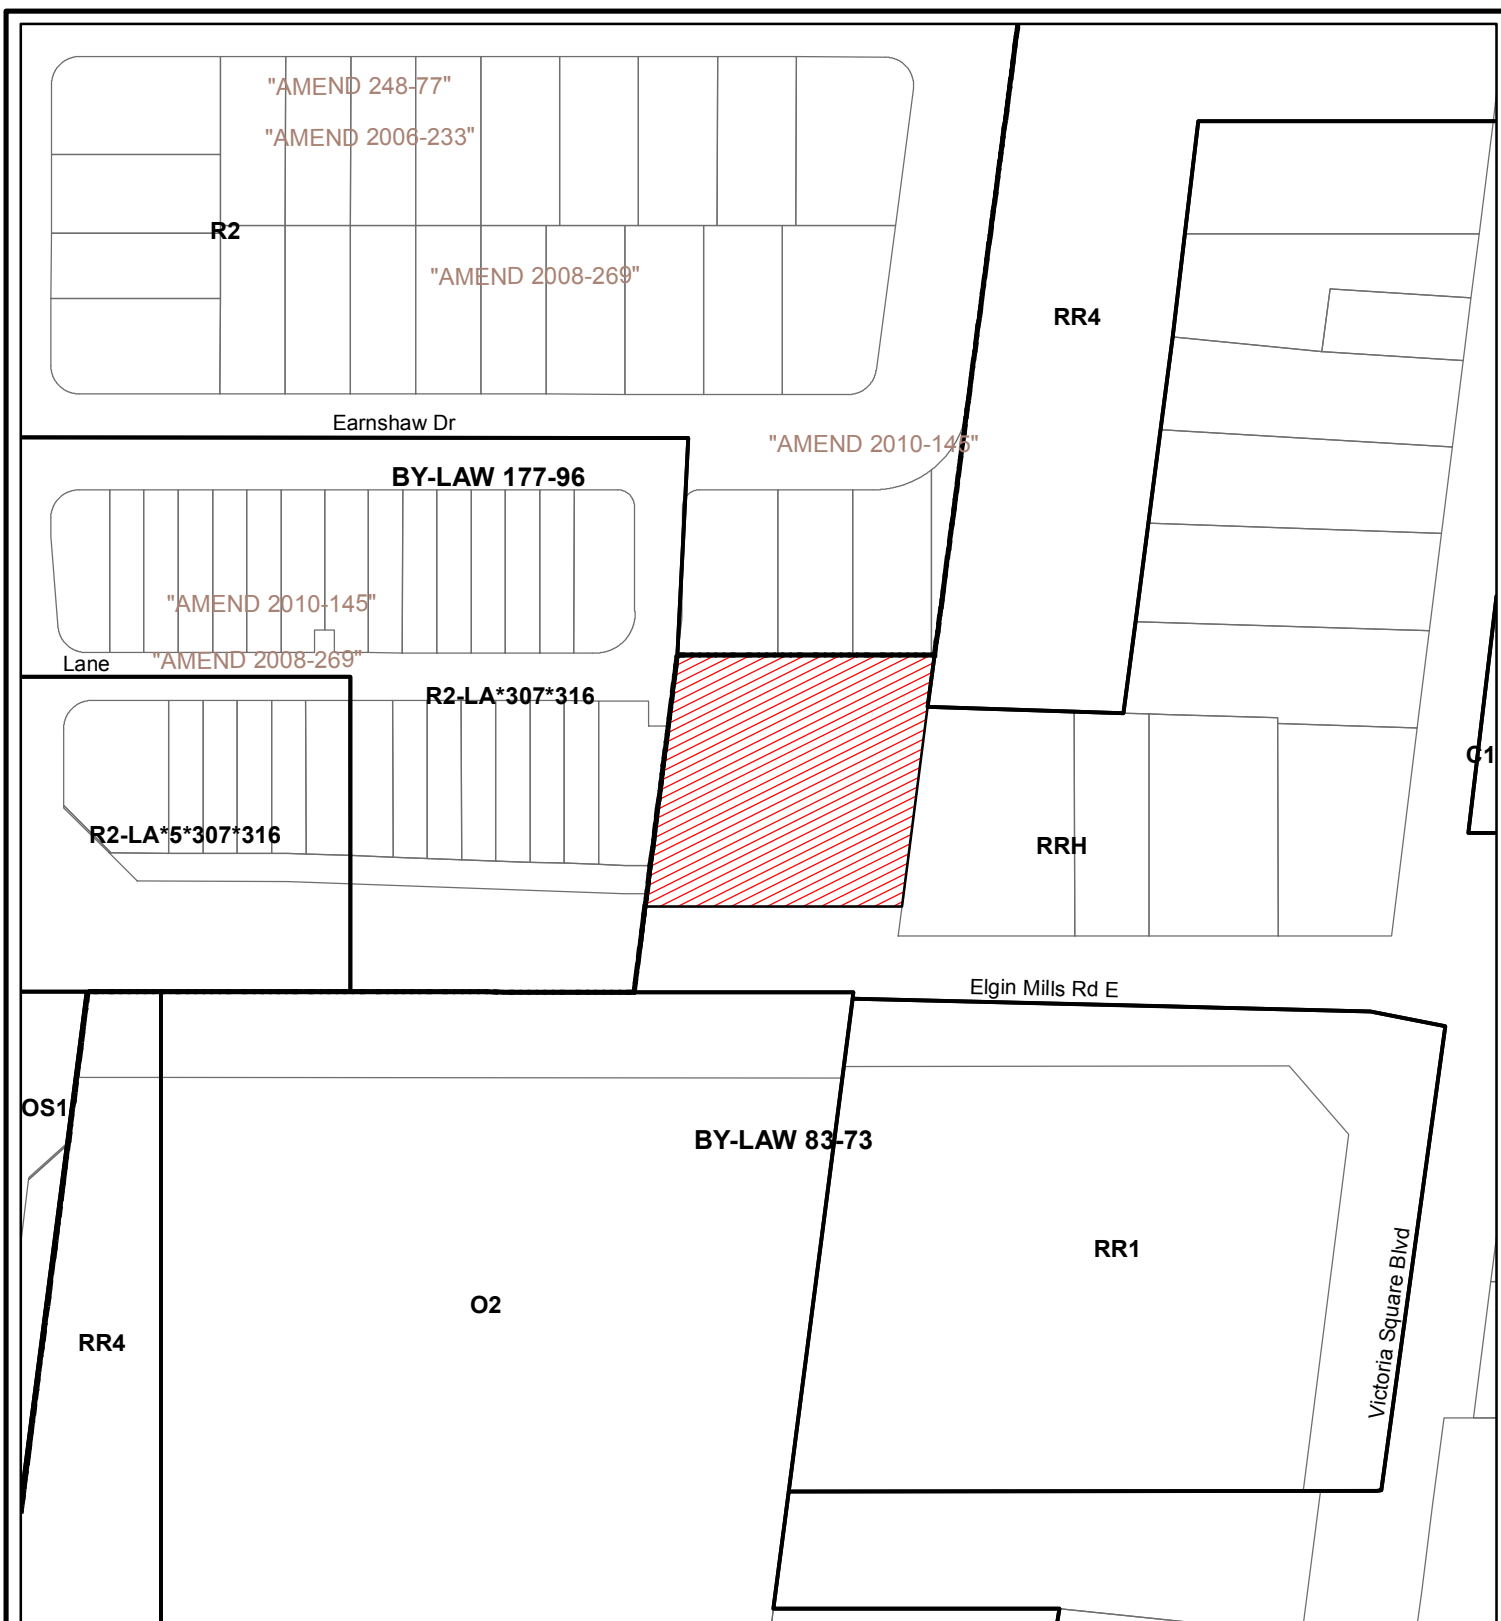 "AMEND 248-77"
"AMEND 2006-233"
R2
"AMEND 2008-269"
RR4
Earnshaw Dr
"AMEND 2010-145"
BY-LAW 177-96
"AMEND 2010-145"
Lane
"AMEND 2008-269"
R2-LA*307*316
C1
R2-LA*5*307*316
RRH
Elgin Mills Rd E
OS1
BY-LAW 83-73
RR1
Victoria Square Blvd
O2
RR4